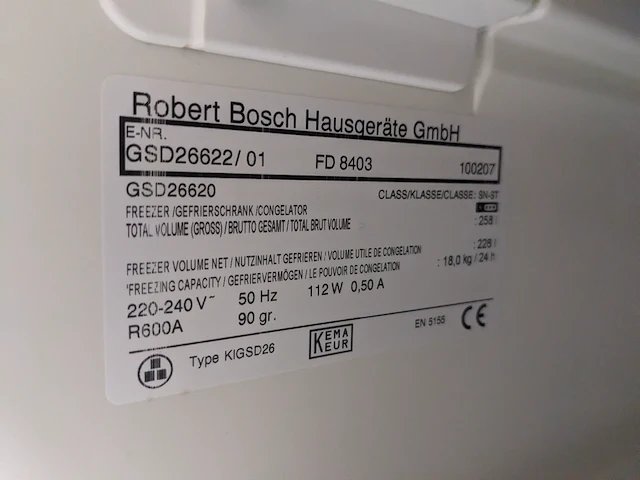 Robert Bosch Hausgeräte GmbH
E-NR.
GSD26622/ 01 FD 8403 100207
GSD26620 CLASS/KLASSE/CLASSE: SN-ST
FREEZER /GEFRIERSCHRANK /CONGELATOR
TOTAL VOLUME (GROSS) / BRUTTO GESAMT / TOTAL BRUT VOLUME : 258 l
FREEZER VOLUME NET / NUTZINHALT GEFRIEREN / VOLUME UTILE DE CONGELATION : 228 l
'FREEZING CAPACITY / GEFRIERVERMÖGEN / LE POUVOIR DE CONGELATION : 18,0 kg / 24 h
220-240 V~ 50 Hz 112 W 0,50 A
R600A 90 gr.
Type KIGSD26 KEMA KEUR EN 5155 CE